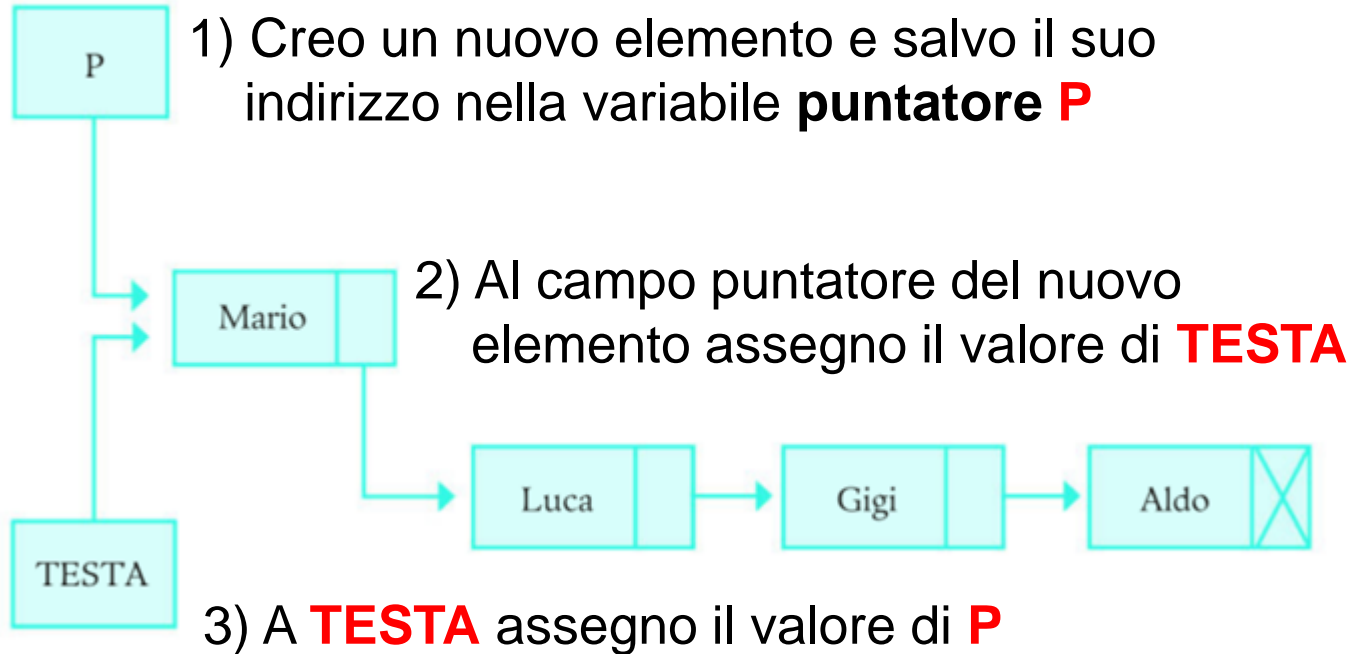 P
1) Creo un nuovo elemento e salvo il suo
indirizzo nella variabile puntatore P
Mario
2) Al campo puntatore del nuovo
elemento assegno il valore di TESTA
Luca
Gigi
Aldo
TESTA
3) A TESTA assegno il valore di P